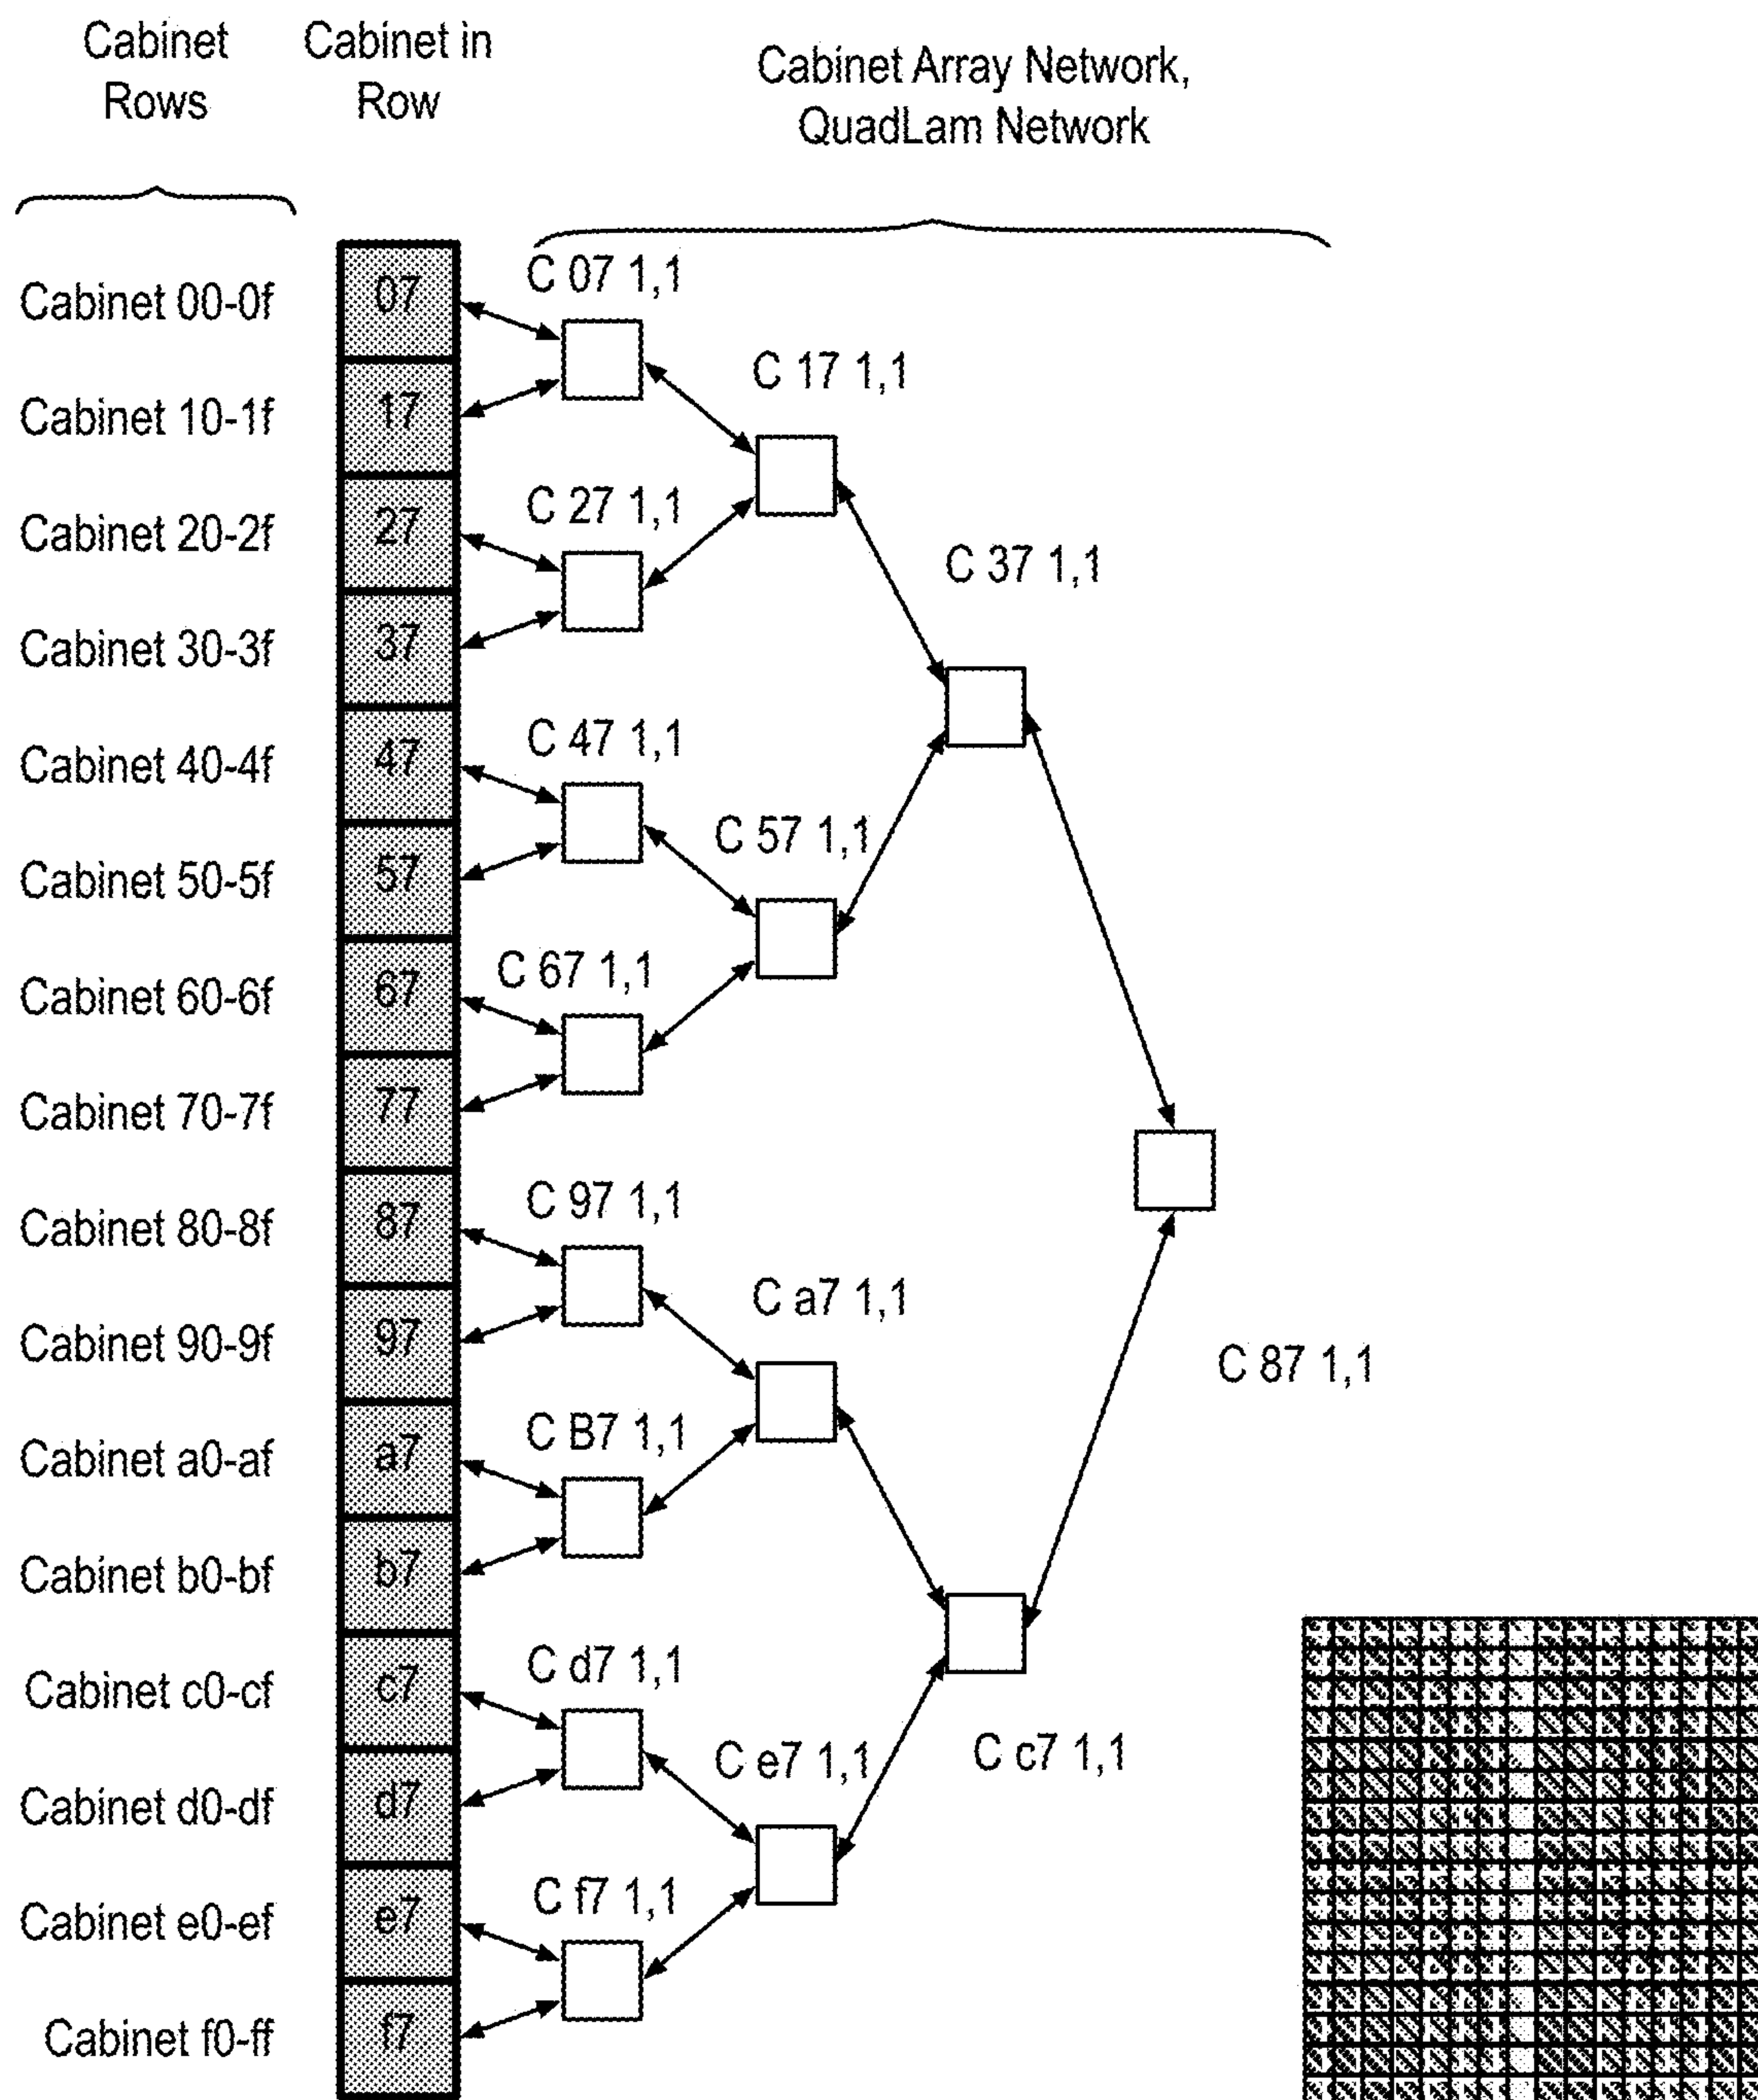 Cabinet
Rows
Cabinet in
Row
Cabinet Array Network,
QuadLam Network
Cabinet 00-0f
07
C 07 1,1
C 17 1,1
Cabinet 10-1f
17
Cabinet 20-2f
27
C 27 1,1
C 37 1,1
Cabinet 30-3f
37
Cabinet 40-4f
47
C 47 1,1
C 57 1,1
Cabinet 50-5f
57
Cabinet 60-6f
67
C 67 1,1
Cabinet 70-7f
77
Cabinet 80-8f
87
C 97 1,1
C a7 1,1
Cabinet 90-9f
97
C 87 1,1
Cabinet a0-af
a7
C B7 1,1
Cabinet b0-bf
b7
Cabinet c0-cf
c7
C d7 1,1
C e7 1,1
C c7 1,1
Cabinet d0-df
d7
Cabinet e0-ef
e7
C f7 1,1
Cabinet f0-ff
f7